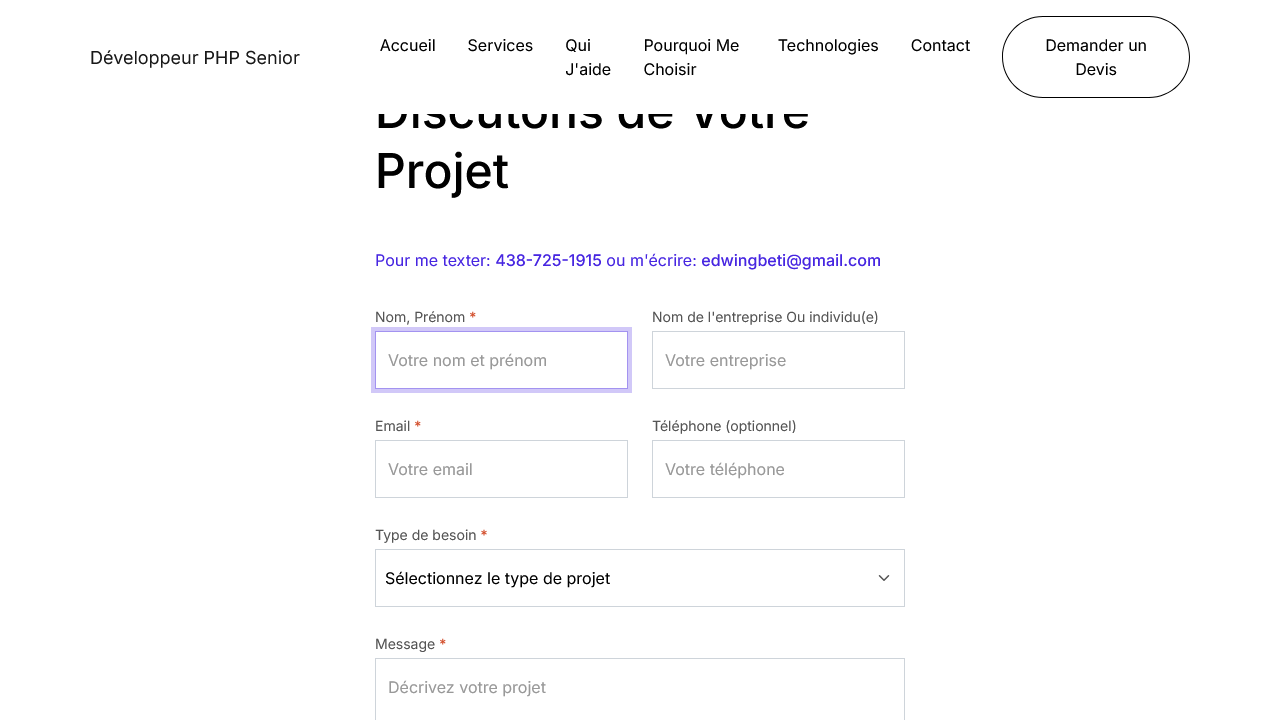 Développeur PHP Senior
Accueil
Services
Qui
J'aide
Pourquoi Me
Choisir
Technologies
Contact
Demander un
Devis
Discutons de Votre
Projet
Pour me texter: 438-725-1915 ou m'écrire: edwingbeti@gmail.com
Nom, Prénom *
Nom de l'entreprise Ou individu(e)
Votre nom et prénom
Votre entreprise
Email *
Téléphone (optionnel)
Votre email
Votre téléphone
Type de besoin *
Sélectionnez le type de projet
Message *
Décrivez votre projet